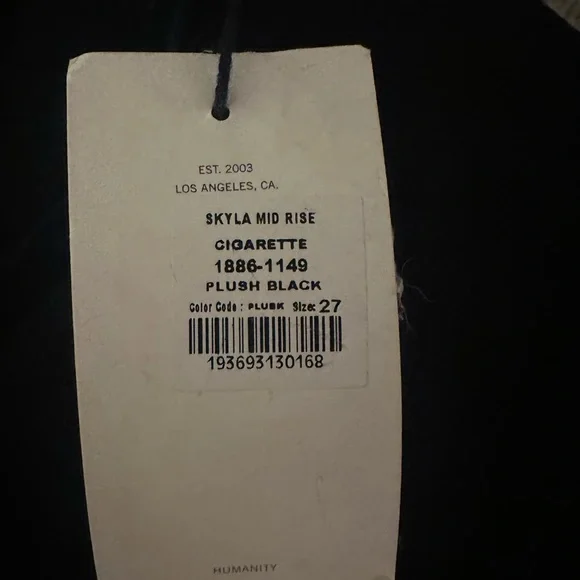 EST. 2003
LOS ANGELES, CA.
SKYLA MID RISE
CIGARETTE
1886-1149
PLUSH BLACK
Color Code : PLUBK Size: 27
193693130168
HUMANITY